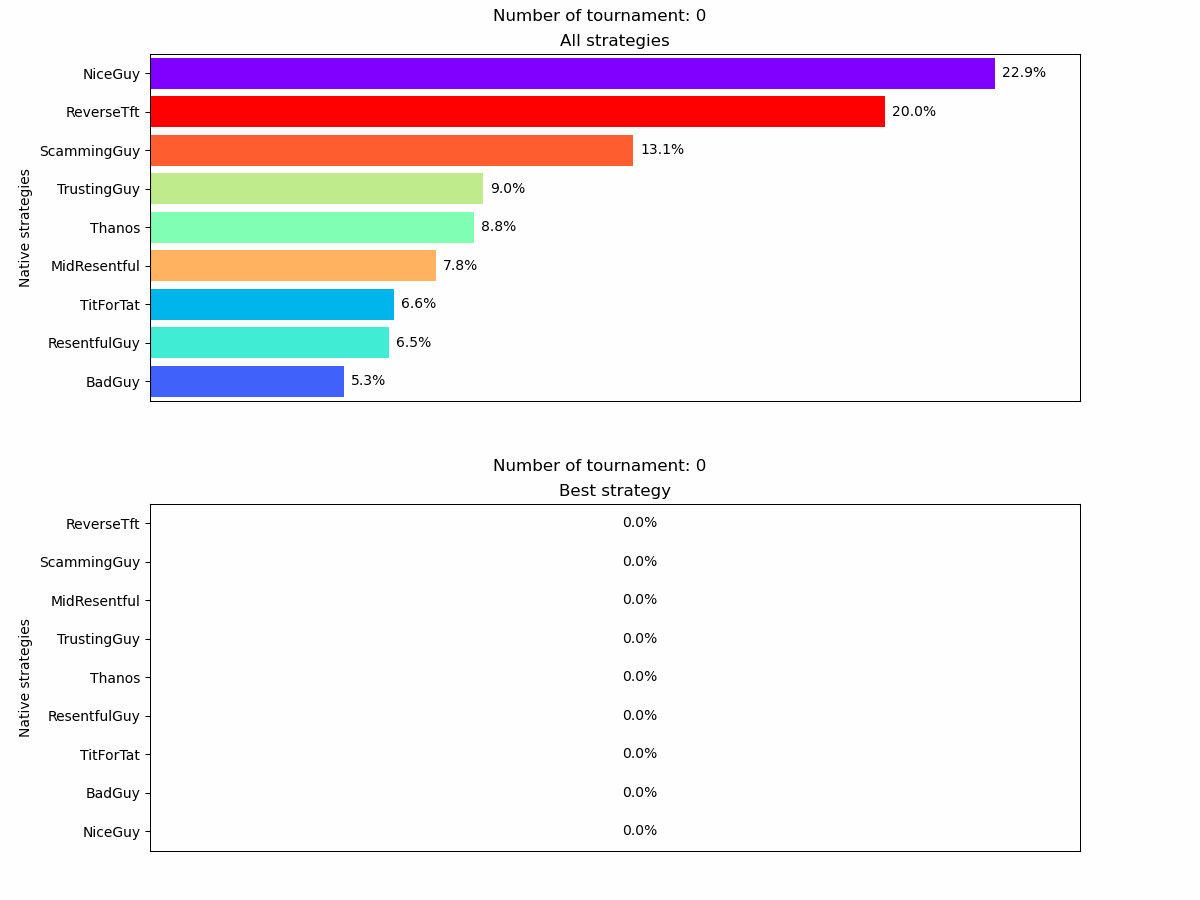 Number of tournament: 0
All strategies
Native strategies
NiceGuy 22.9%
ReverseTft 20.0%
ScammingGuy 13.1%
TrustingGuy 9.0%
Thanos 8.8%
MidResentful 7.8%
TitForTat 6.6%
ResentfulGuy 6.5%
BadGuy 5.3%
Number of tournament: 0
Best strategy
Native strategies
ReverseTft 0.0%
ScammingGuy 0.0%
MidResentful 0.0%
TrustingGuy 0.0%
Thanos 0.0%
ResentfulGuy 0.0%
TitForTat 0.0%
BadGuy 0.0%
NiceGuy 0.0%